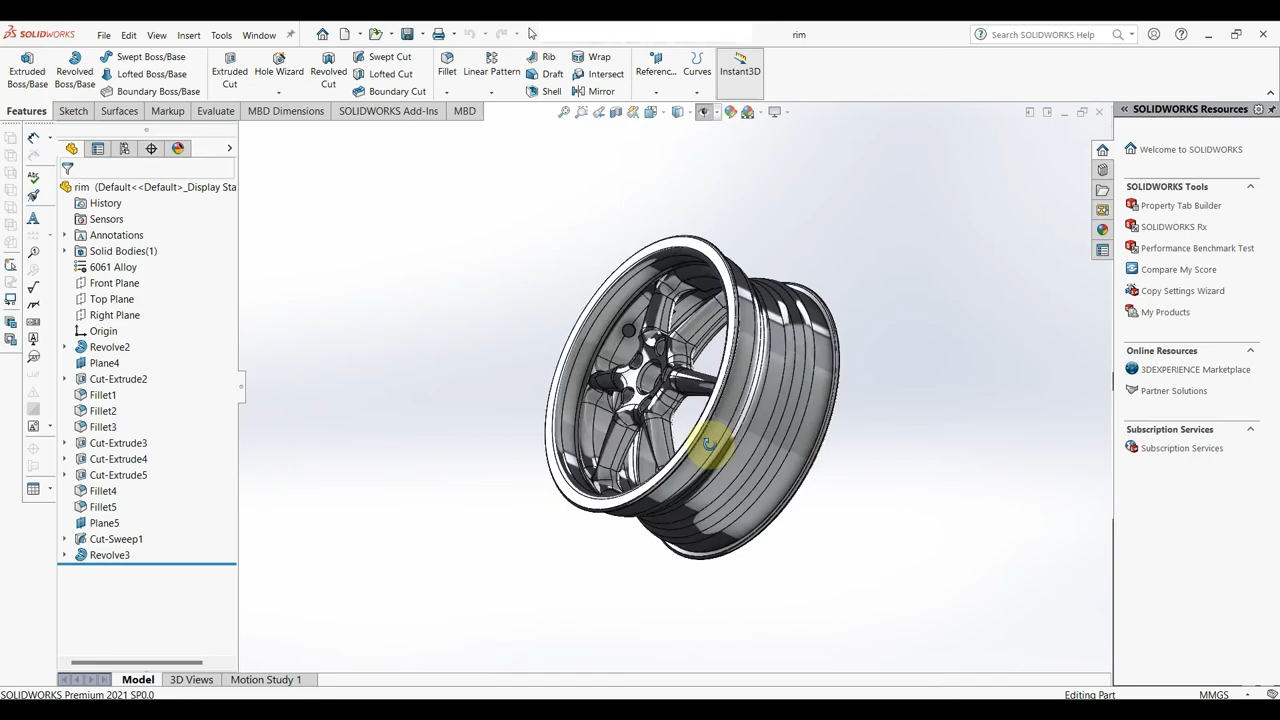 SOLIDWORKS File Edit View Insert Tools Window rim Search SOLIDWORKS Help
Extruded Boss/Base
Revolved Boss/Base
Swept Boss/Base
Lofted Boss/Base
Boundary Boss/Base
Extruded Cut
Hole Wizard
Revolved Cut
Swept Cut
Lofted Cut
Boundary Cut
Fillet
Linear Pattern
Rib
Draft
Shell
Wrap
Intersect
Mirror
Referenc...
Curves
Instant3D
Features Sketch Surfaces Markup Evaluate MBD Dimensions SOLIDWORKS Add-Ins MBD
rim (Default<<Default>_Display Sta
History
Sensors
Annotations
Solid Bodies(1)
6061 Alloy
Front Plane
Top Plane
Right Plane
Origin
Revolve2
Plane4
Cut-Extrude2
Fillet1
Fillet2
Fillet3
Cut-Extrude3
Cut-Extrude4
Cut-Extrude5
Fillet4
Fillet5
Plane5
Cut-Sweep1
Revolve3
SOLIDWORKS Resources
Welcome to SOLIDWORKS
SOLIDWORKS Tools
Property Tab Builder
SOLIDWORKS Rx
Performance Benchmark Test
Compare My Score
Copy Settings Wizard
My Products
Online Resources
3DEXPERIENCE Marketplace
Partner Solutions
Subscription Services
Subscription Services
Model 3D Views Motion Study 1
SOLIDWORKS Premium 2021 SP0.0 Editing Part MMGS